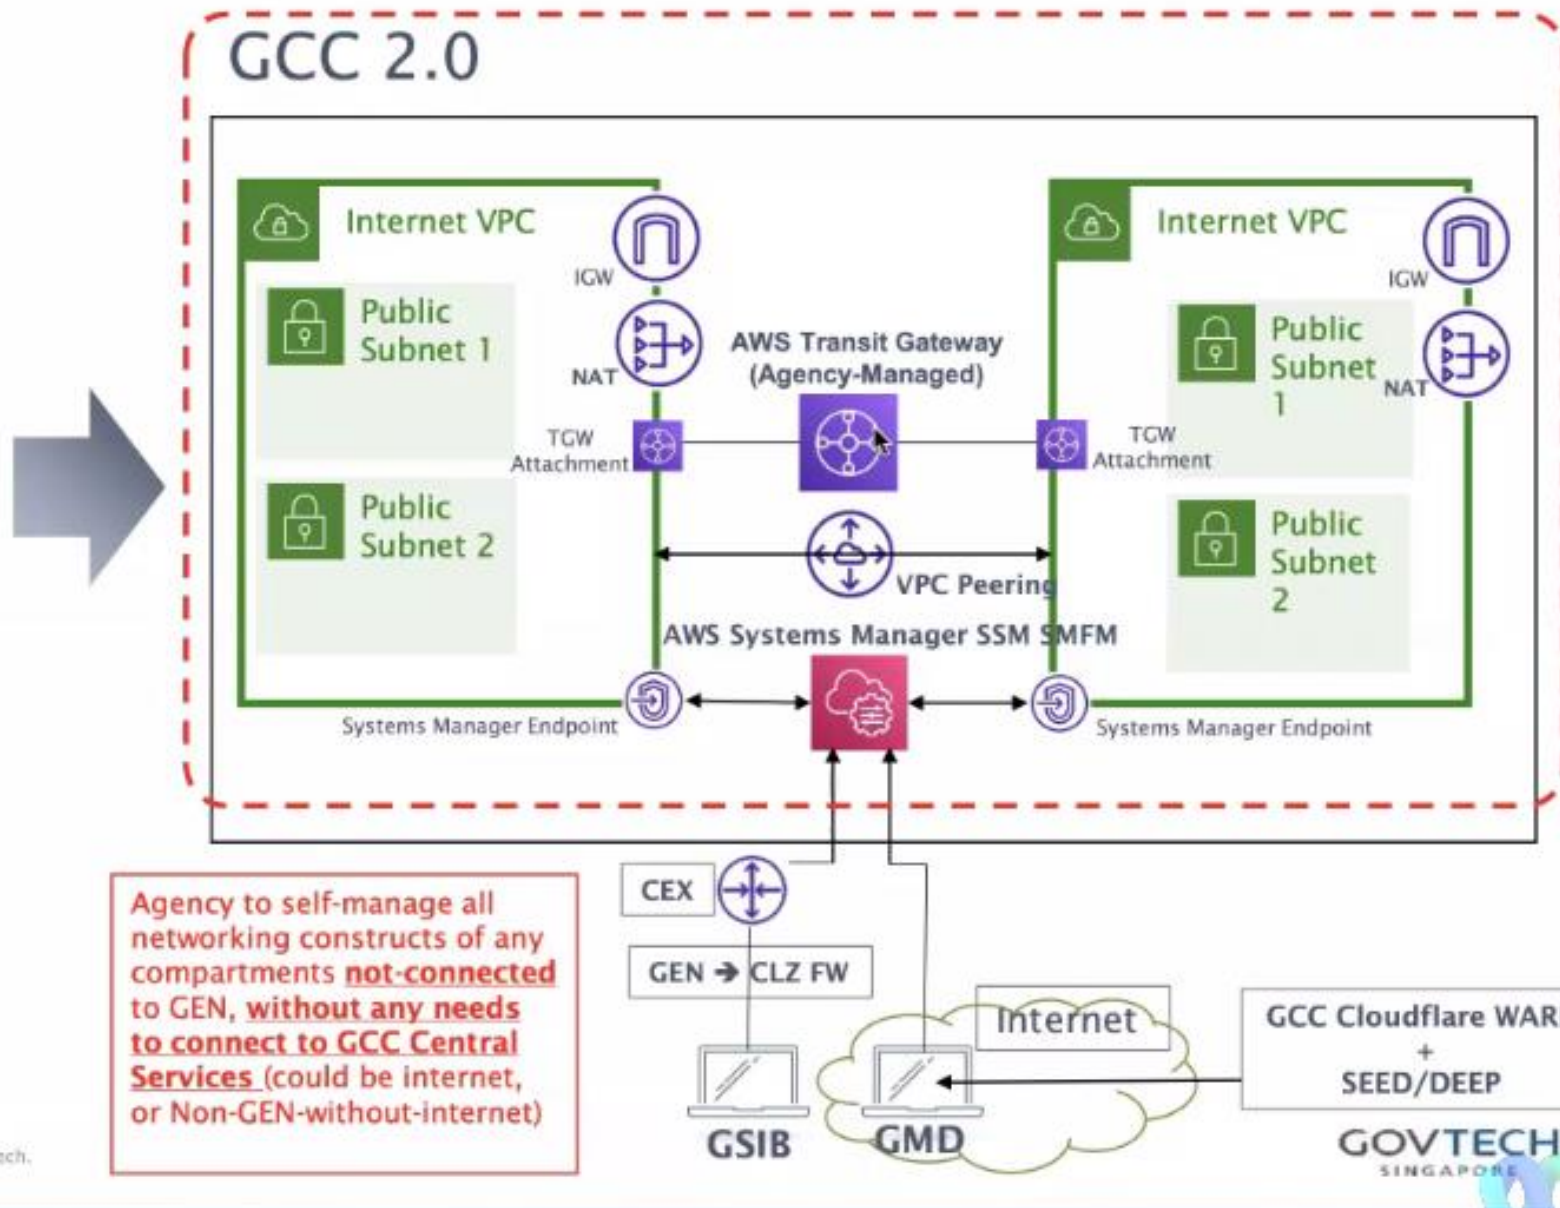 GCC 2.0
Internet VPC
IGW
Public
Subnet 1
NAT
TGW
Attachment
Public
Subnet 2
Systems Manager Endpoint
AWS Transit Gateway
(Agency-Managed)
VPC Peering
AWS Systems Manager SSM SMFM
Internet VPC
IGW
Public
Subnet
1
NAT
TGW
Attachment
Public
Subnet
2
Systems Manager Endpoint
Agency to self-manage all
networking constructs of any
compartments not-connected
to GEN, without any needs
to connect to GCC Central
Services (could be internet,
or Non-GEN-without-internet)
CEX
GEN → CLZ FW
GSIB
Internet
GMD
GCC Cloudflare WAR
+
SEED/DEEP
ech.
GOVTECH
SINGAPORE